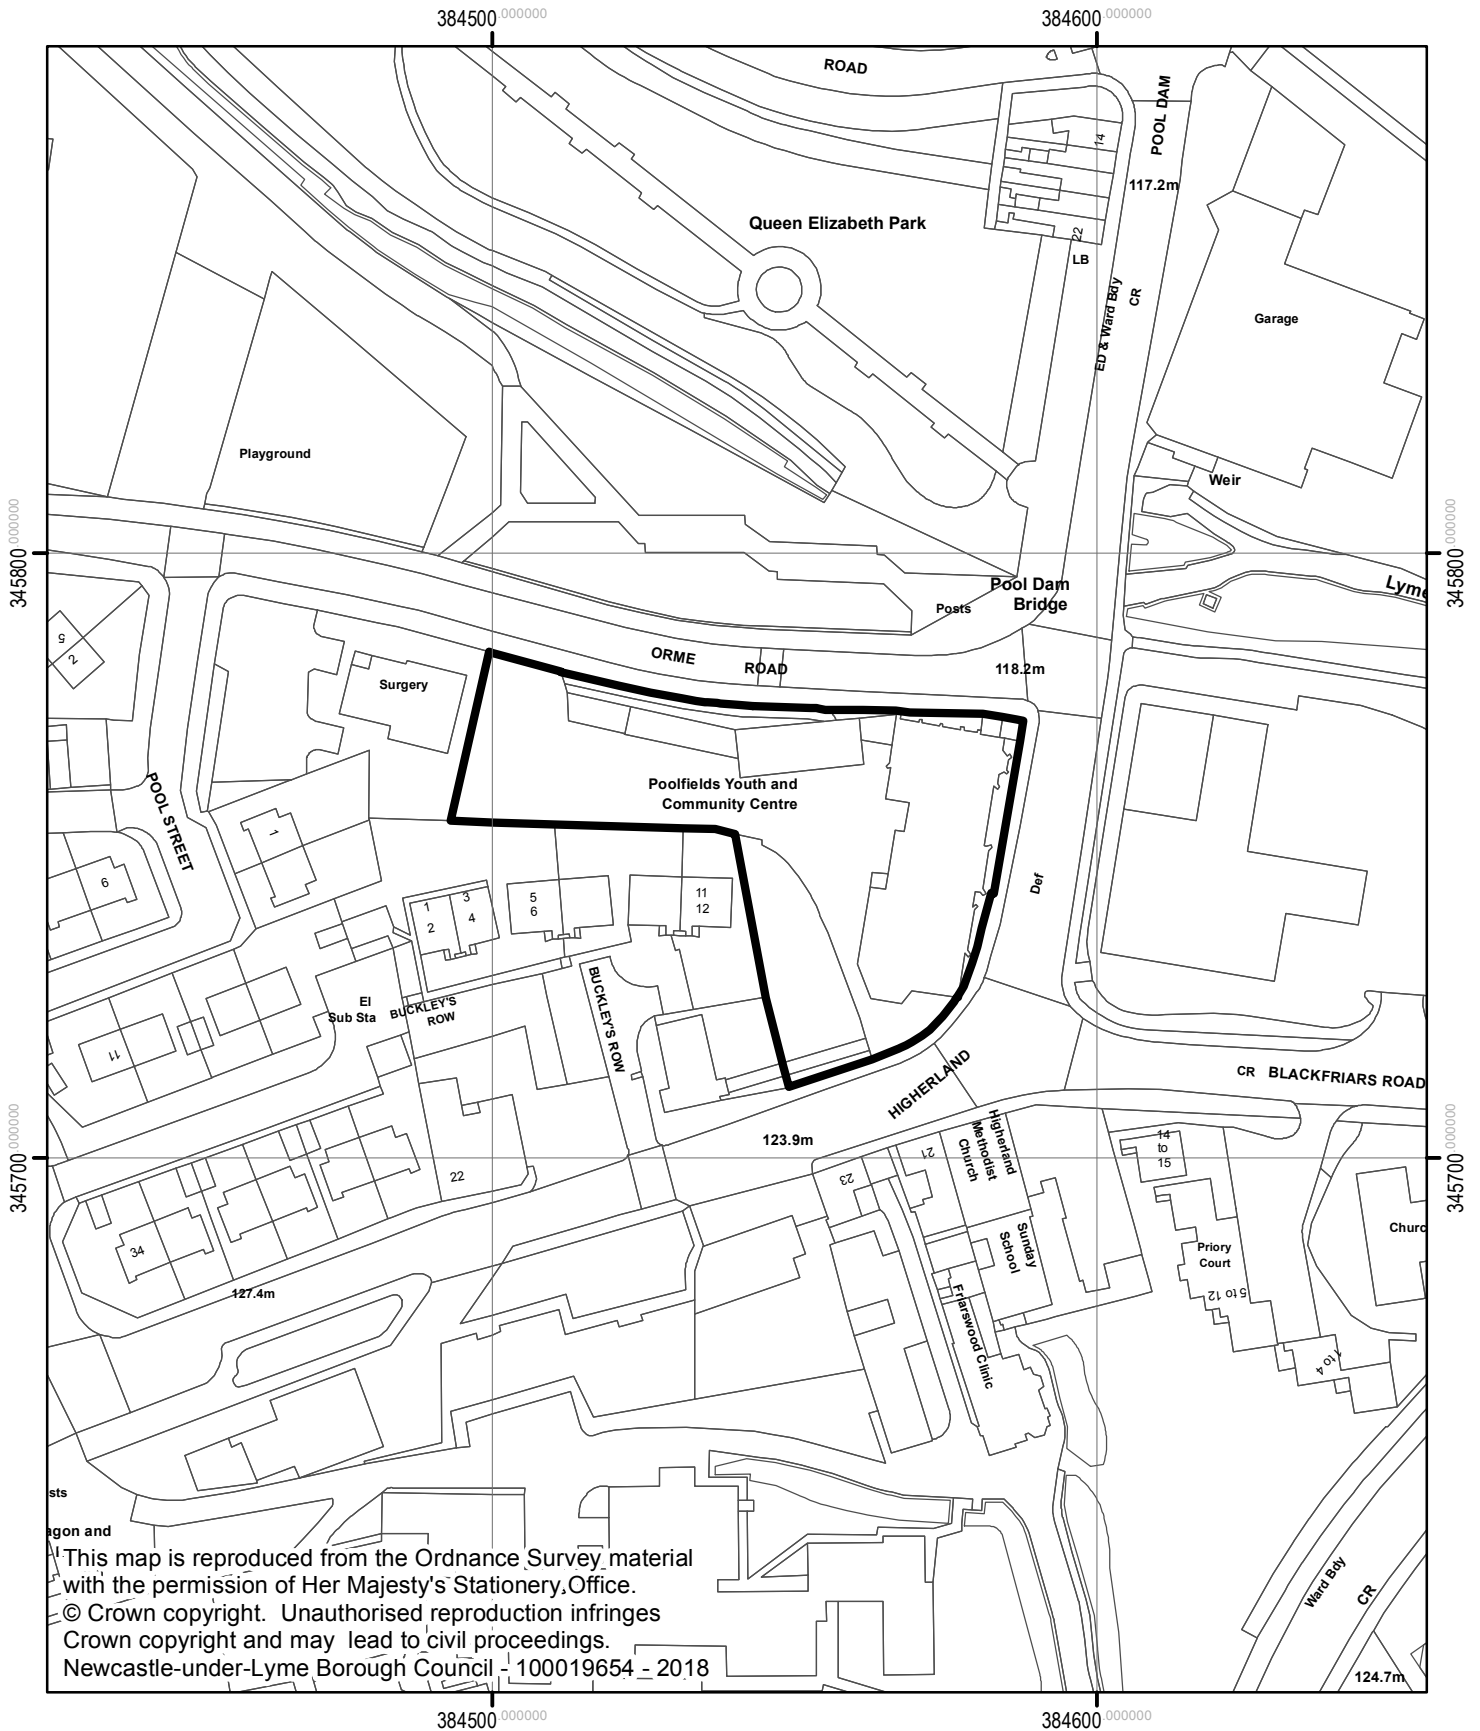 384500.000000
384600.000000
ROAD
POOL DAM
14
117.2m
Queen Elizabeth Park
22
LB
CR
ED & Ward Bdy
Garage
Playground
Weir
345800.000000
345800.000000
Pool Dam
Bridge
Lyme
Posts
5
2
ORME
ROAD
118.2m
Surgery
POOL STREET
Poolfields Youth and
Community Centre
1
6
Def
1
2
3
4
5
6
11
12
El
Sub Sta
BUCKLEY'S
ROW
BUCKLEY'S ROW
11
HIGHERLAND
CR
BLACKFRIARS ROAD
345700.000000
345700.000000
123.9m
Higherland
Methodist
Church
14
to
15
21
23
22
34
Sunday
School
Churc
Priory
Court
5 to 12
127.4m
Friarswood Clinic
1 to 4
sts
agon and
Ward Bdy
CR
This map is reproduced from the Ordnance Survey material
with the permission of Her Majesty's Stationery Office.
© Crown copyright. Unauthorised reproduction infringes
Crown copyright and may lead to civil proceedings.
Newcastle-under-Lyme Borough Council - 100019654 - 2018
124.7m
384500.000000
384600.000000